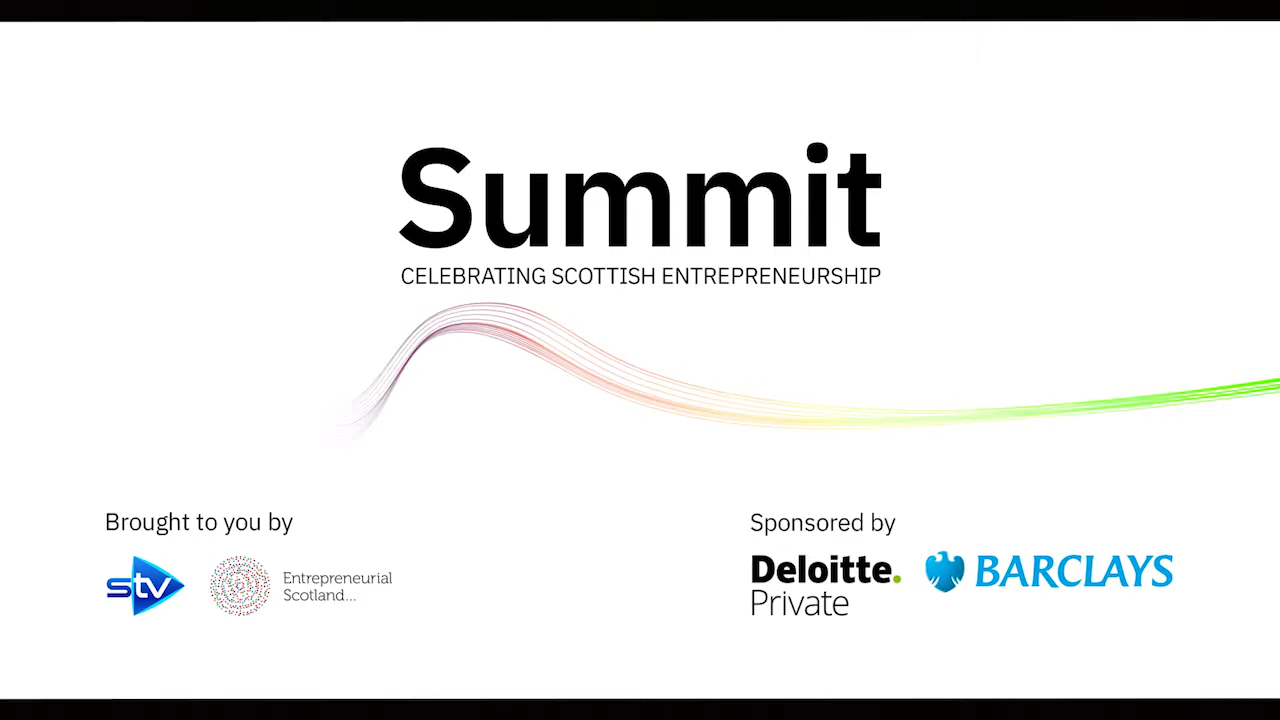 Summit
CELEBRATING SCOTTISH ENTREPRENEURSHIP
Brought to you by
stv
Entrepreneurial
Scotland...
Sponsored by
Deloitte.
Private
BARCLAYS